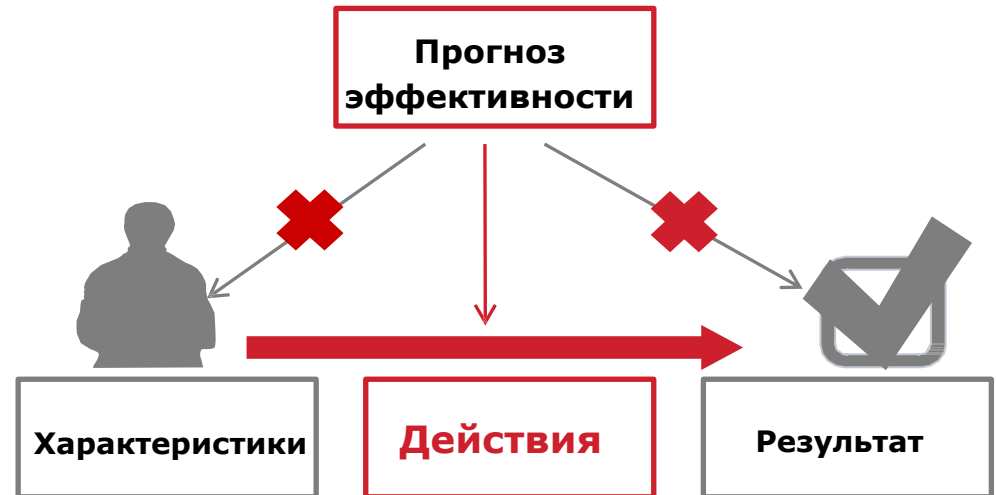 Прогноз
эффективности
Характеристики
Действия
Результат